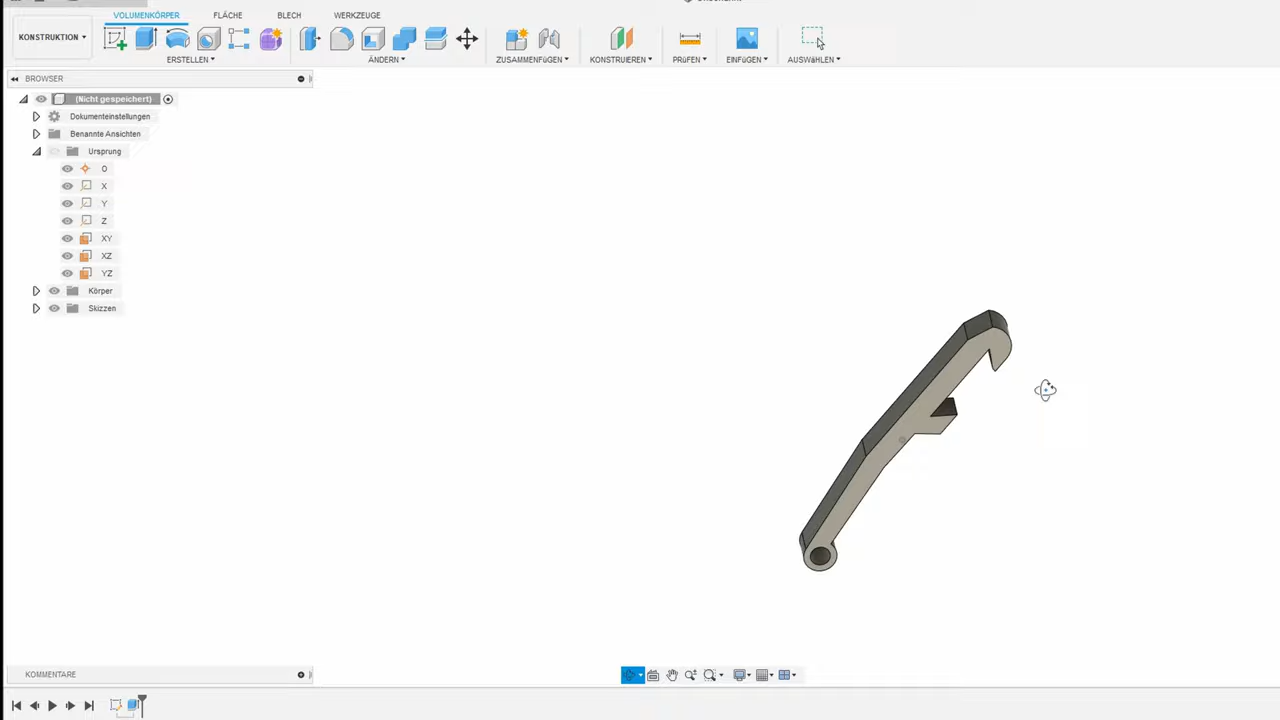 VOLUMENKÖRPER FLÄCHE BLECH WERKZEUGE
KONSTRUKTION
ERSTELLEN ÄNDERN ZUSAMMENFÜGEN KONSTRUIEREN PRÜFEN EINFÜGEN AUSWÄHLEN
BROWSER
(Nicht gespeichert)
Dokumenteinstellungen
Benannte Ansichten
Ursprung
O
X
Y
Z
XY
XZ
YZ
Körper
Skizzen
KOMMENTARE